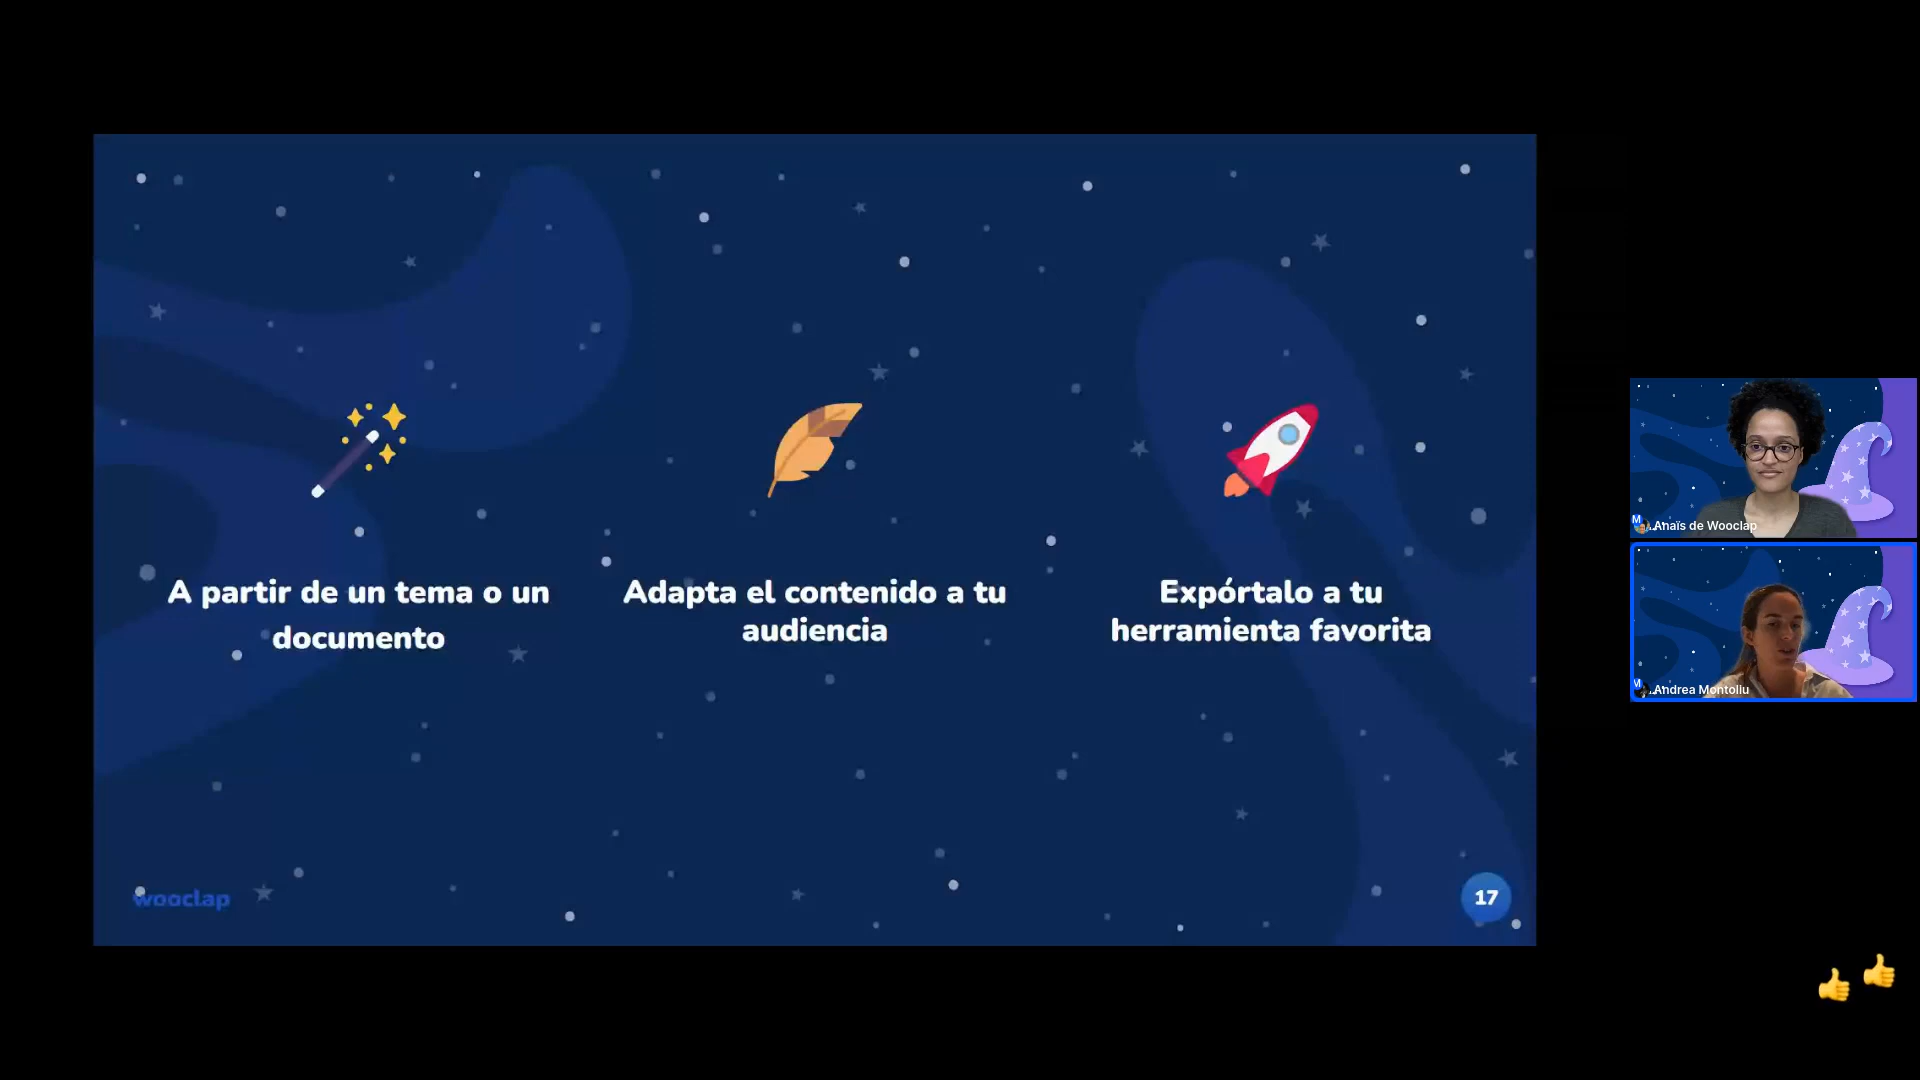 A partir de un tema o un
documento
Adapta el contenido a tu
audiencia
Expórtalo a tu
herramienta favorita
wooclap
17
M
Anaïs de Wooclap
M
Andrea Montoliu